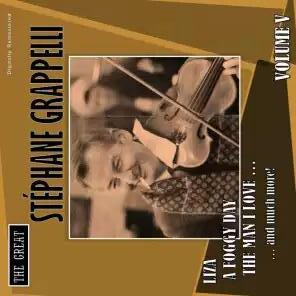 Digitally Remastered
THE GREAT
STÉPHANE GRAPPELLI
VOLUME V
LIZA
A FOGGY DAY
THE MAN I LOVE ...
... and much more!